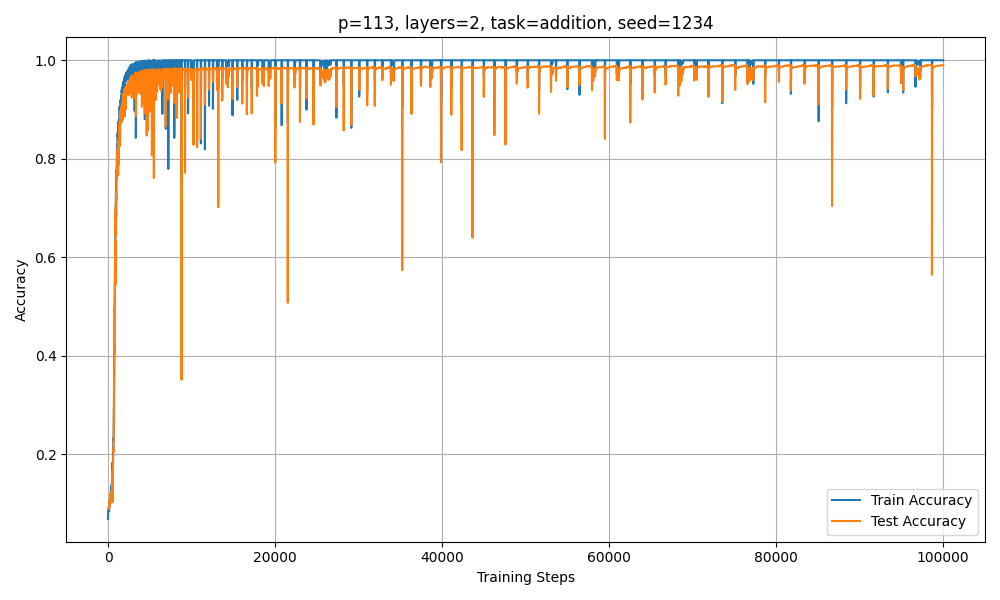 p=113, layers=2, task=addition, seed=1234
Accuracy
1.0
0.8
0.6
0.4
0.2
0
20000
40000
60000
80000
100000
Training Steps
Train Accuracy
Test Accuracy